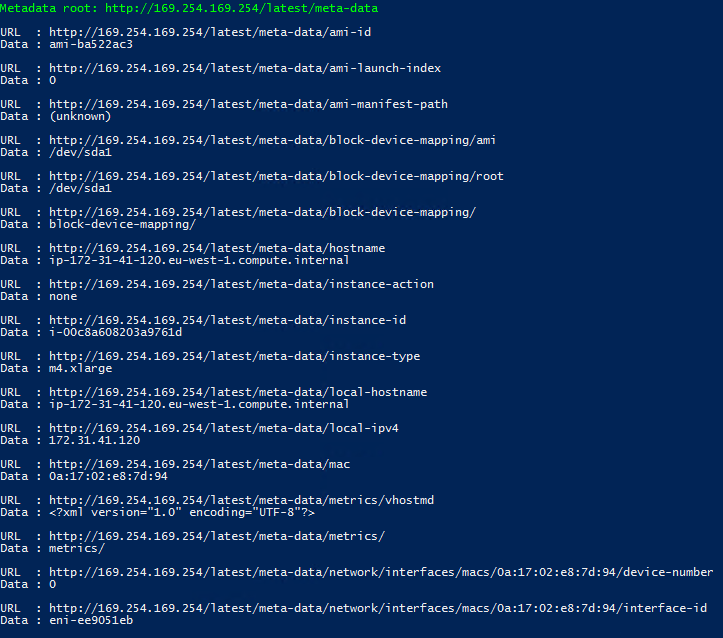 Metadata root: http://169.254.169.254/latest/meta-data
URL  : http://169.254.169.254/latest/meta-data/ami-id
Data : ami-ba522ac3
URL  : http://169.254.169.254/latest/meta-data/ami-launch-index
Data : 0
URL  : http://169.254.169.254/latest/meta-data/ami-manifest-path
Data : (unknown)
URL  : http://169.254.169.254/latest/meta-data/block-device-mapping/ami
Data : /dev/sda1
URL  : http://169.254.169.254/latest/meta-data/block-device-mapping/root
Data : /dev/sda1
URL  : http://169.254.169.254/latest/meta-data/block-device-mapping/
Data : block-device-mapping/
URL  : http://169.254.169.254/latest/meta-data/hostname
Data : ip-172-31-41-120.eu-west-1.compute.internal
URL  : http://169.254.169.254/latest/meta-data/instance-action
Data : none
URL  : http://169.254.169.254/latest/meta-data/instance-id
Data : i-00c8a608203a9761d
URL  : http://169.254.169.254/latest/meta-data/instance-type
Data : m4.xlarge
URL  : http://169.254.169.254/latest/meta-data/local-hostname
Data : ip-172-31-41-120.eu-west-1.compute.internal
URL  : http://169.254.169.254/latest/meta-data/local-ipv4
Data : 172.31.41.120
URL  : http://169.254.169.254/latest/meta-data/mac
Data : 0a:17:02:e8:7d:94
URL  : http://169.254.169.254/latest/meta-data/metrics/vhostmd
Data : <?xml version="1.0" encoding="UTF-8"?>
URL  : http://169.254.169.254/latest/meta-data/metrics/
Data : metrics/
URL  : http://169.254.169.254/latest/meta-data/network/interfaces/macs/0a:17:02:e8:7d:94/device-number
Data : 0
URL  : http://169.254.169.254/latest/meta-data/network/interfaces/macs/0a:17:02:e8:7d:94/interface-id
Data : eni-ee9051eb